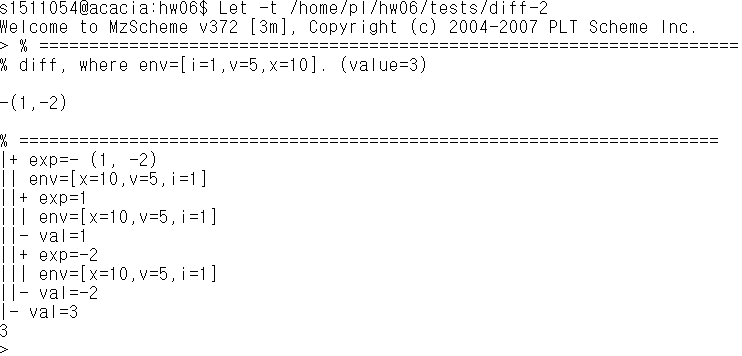 s1511054@acacia:hw06$ Let -t /home/pl/hw06/tests/diff-2
Welcome to MzScheme v372 [3m], Copyright (c) 2004-2007 PLT Scheme Inc.
> % ======================================================================
% diff, where env=[i=1,v=5,x=10]. (value=3)
-(1,-2)
% ======================================================================
|+ exp=- (1, -2)
|| env=[x=10,v=5,i=1]
||+ exp=1
||| env=[x=10,v=5,i=1]
||- val=1
||+ exp=-2
||| env=[x=10,v=5,i=1]
||- val=-2
|- val=3
3
>